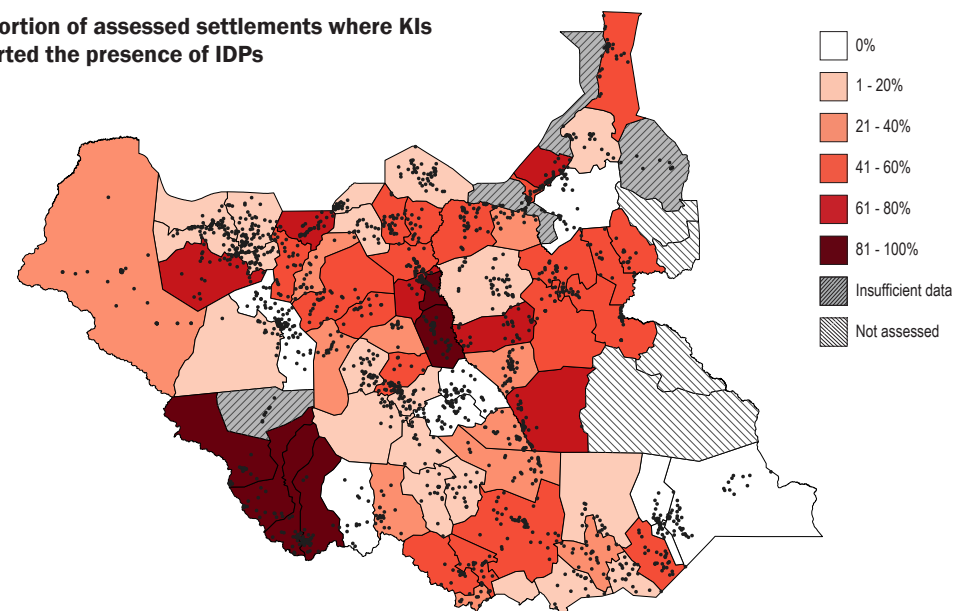 ortion of assessed settlements where KIs
rted the presence of IDPs
0%
1 - 20%
21 - 40%
41 - 60%
61 - 80%
81 - 100%
Insufficient data
Not assessed